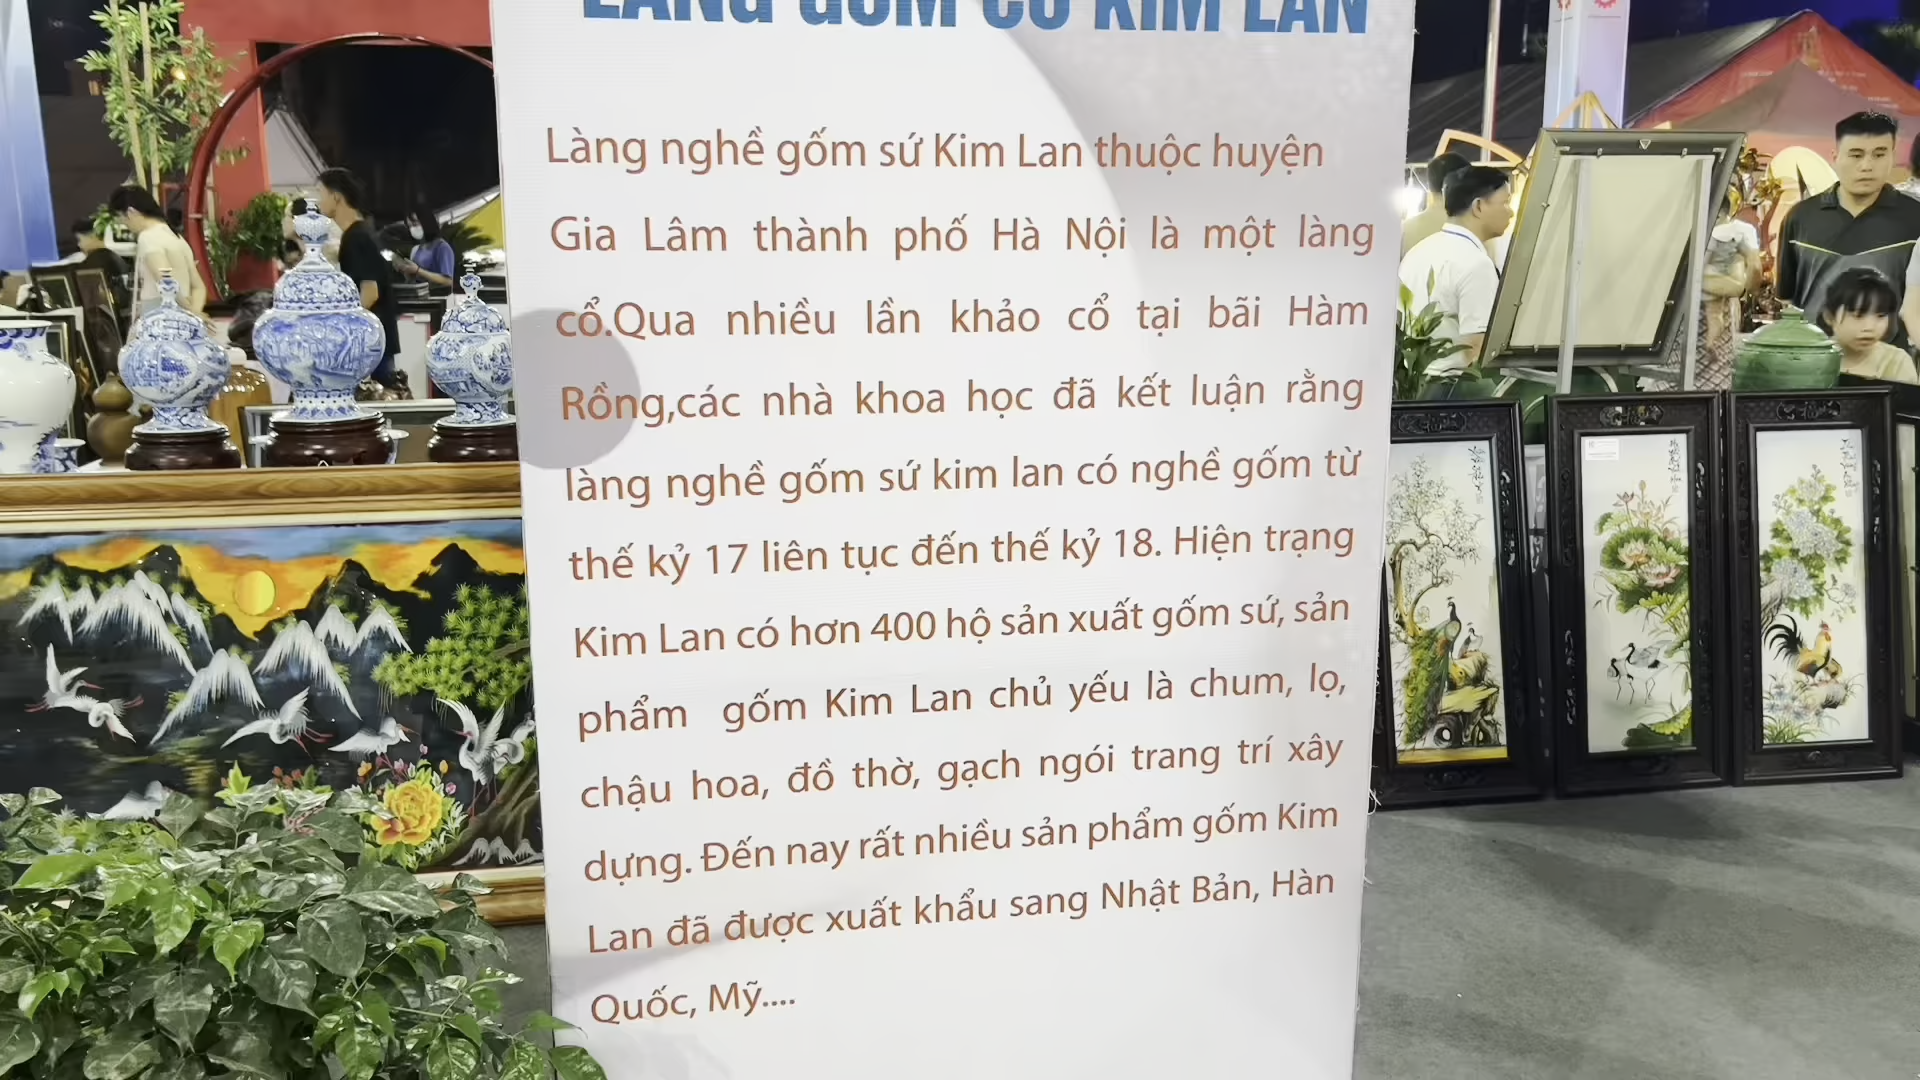 LÀNG GỐM CỔ KIM LAN
Làng nghề gốm sứ Kim Lan thuộc huyện
Gia Lâm thành phố Hà Nội là một làng
cổ.Qua nhiều lần khảo cổ tại bãi Hàm
Rồng,các nhà khoa học đã kết luận rằng
làng nghề gốm sứ kim lan có nghề gốm từ
thế kỷ 17 liên tục đến thế kỷ 18. Hiện trạng
Kim Lan có hơn 400 hộ sản xuất gốm sứ, sản
phẩm gốm Kim Lan chủ yếu là chum, lọ,
chậu hoa, đồ thờ, gạch ngói trang trí xây
dựng. Đến nay rất nhiều sản phẩm gốm Kim
Lan đã được xuất khẩu sang Nhật Bản, Hàn
Quốc, Mỹ....